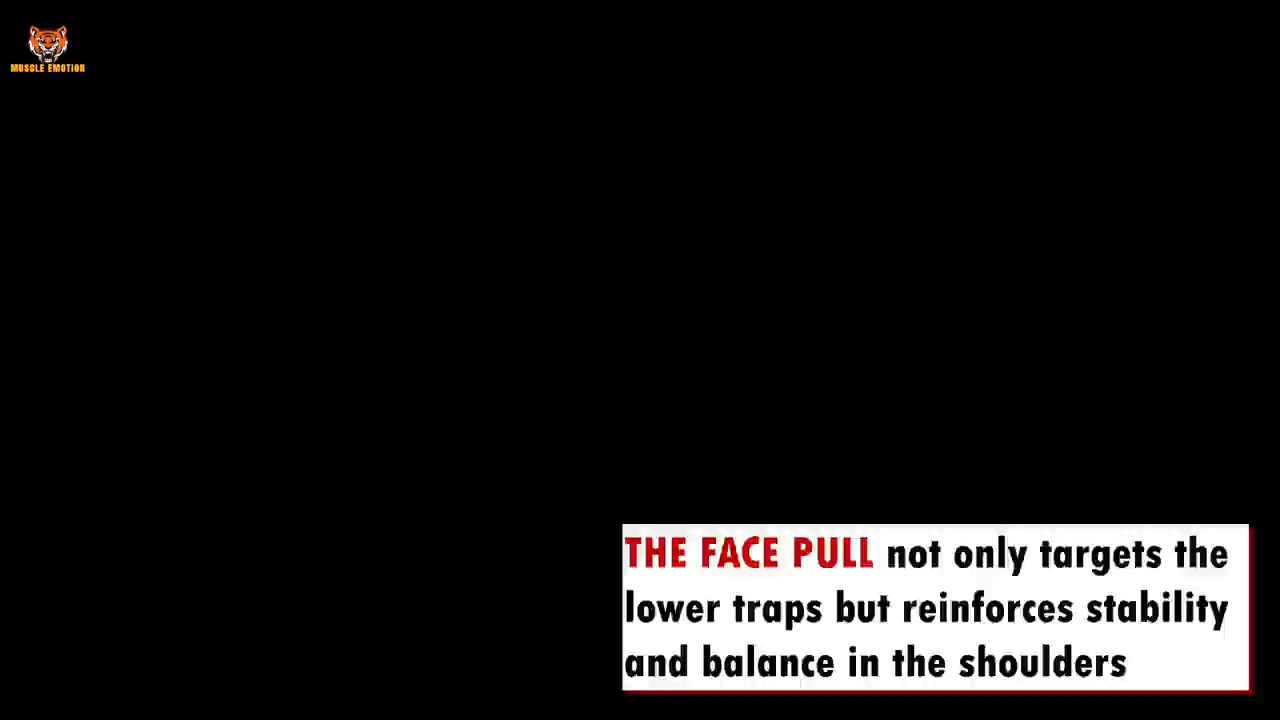 MUSCLE EMOTION
THE FACE PULL not only targets the
lower traps but reinforces stability
and balance in the shoulders